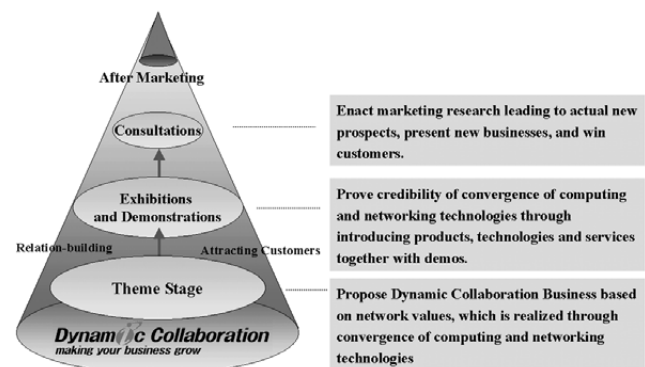 After Marketing
Consultations
Enact marketing research leading to actual new
prospects, present new businesses, and win
customers.
Exhibitions
and Demonstrations
Prove credibility of convergence of computing
and networking technologies through
introducing products, technologies and services
together with demos.
Relation-building
Attracting Customers
Theme Stage
Propose Dynamic Collaboration Business based
on network values, which is realized through
convergence of computing and networking
technologies
Dynamic Collaboration
making your business grow